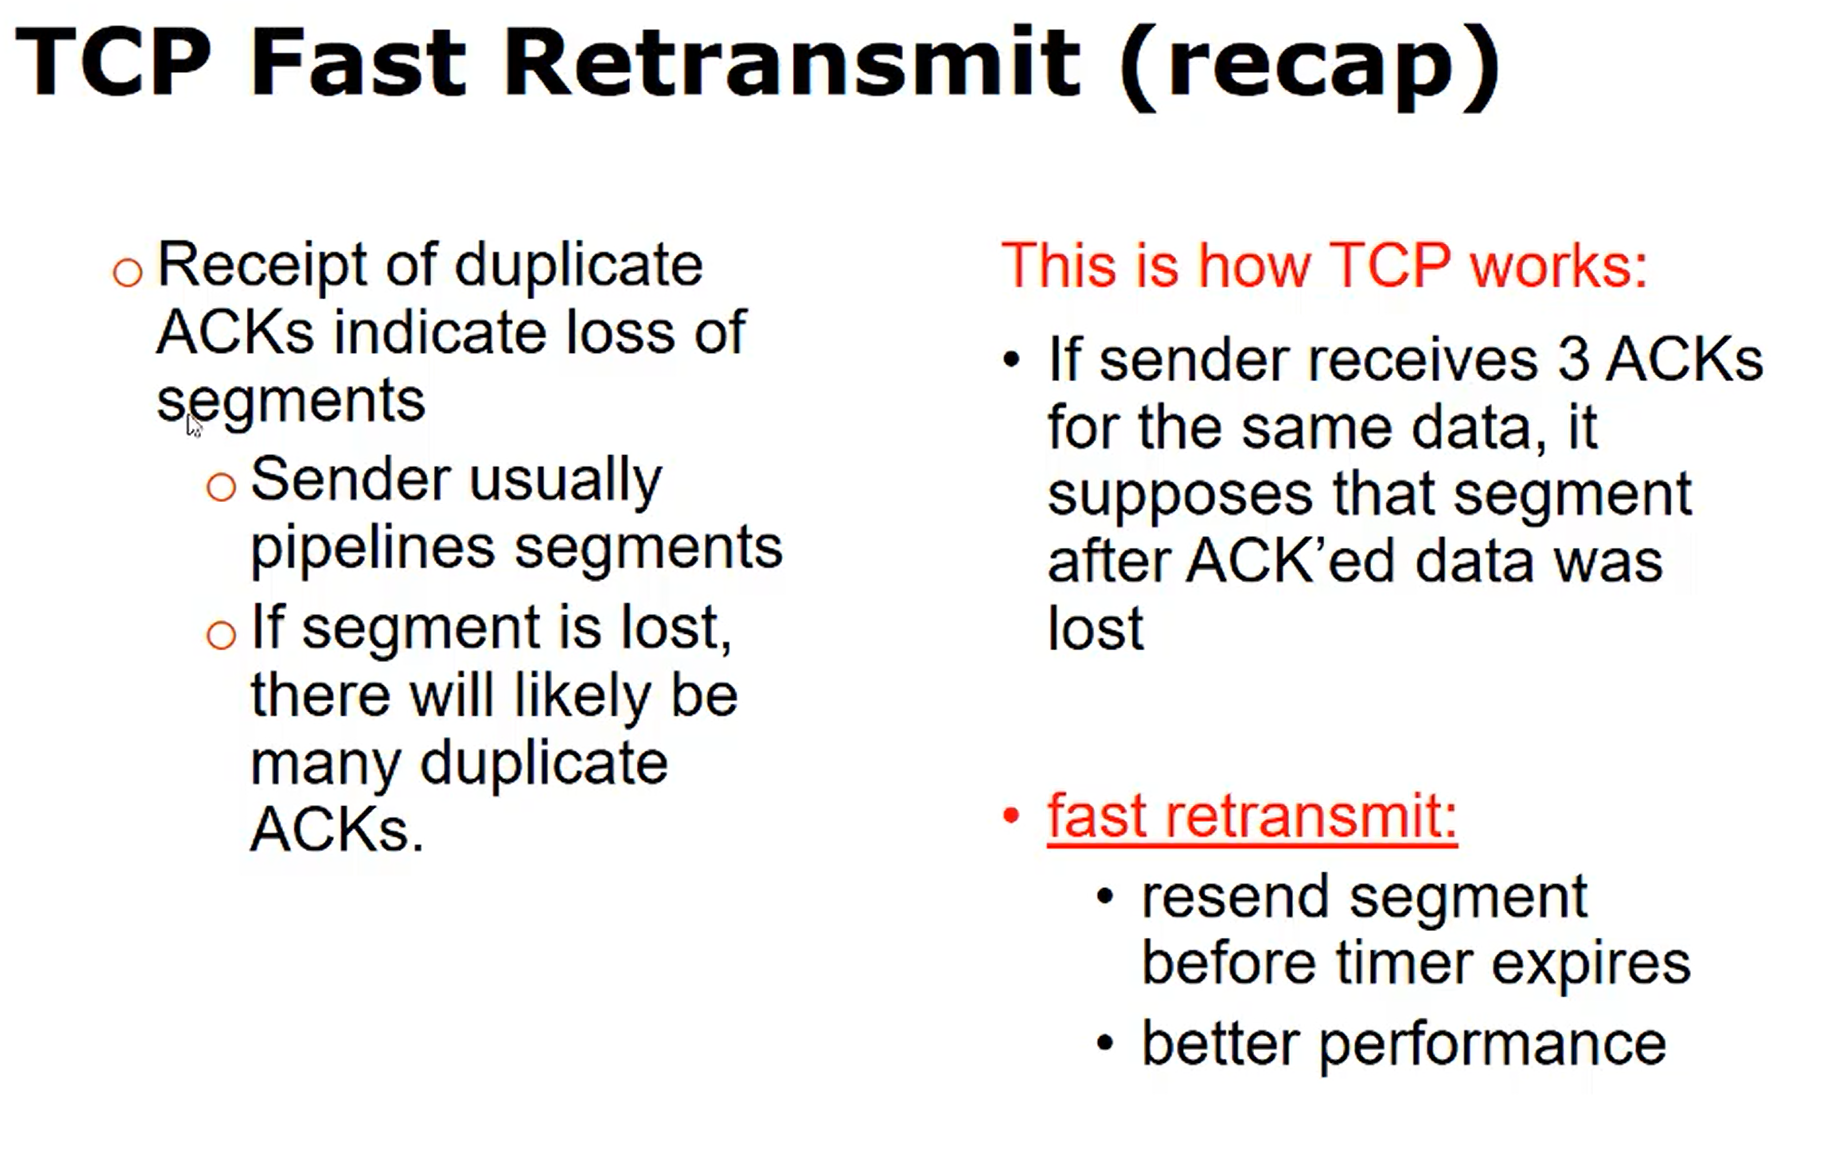 TCP Fast Retransmit (recap)
Receipt of duplicate
ACKs indicate loss of
segments
Sender usually
pipelines segments
If segment is lost,
there will likely be
many duplicate
ACKs.
This is how TCP works:
• If sender receives 3 ACKs
for the same data, it
supposes that segment
after ACK’ed data was
lost
• fast retransmit:
• resend segment
before timer expires
• better performance